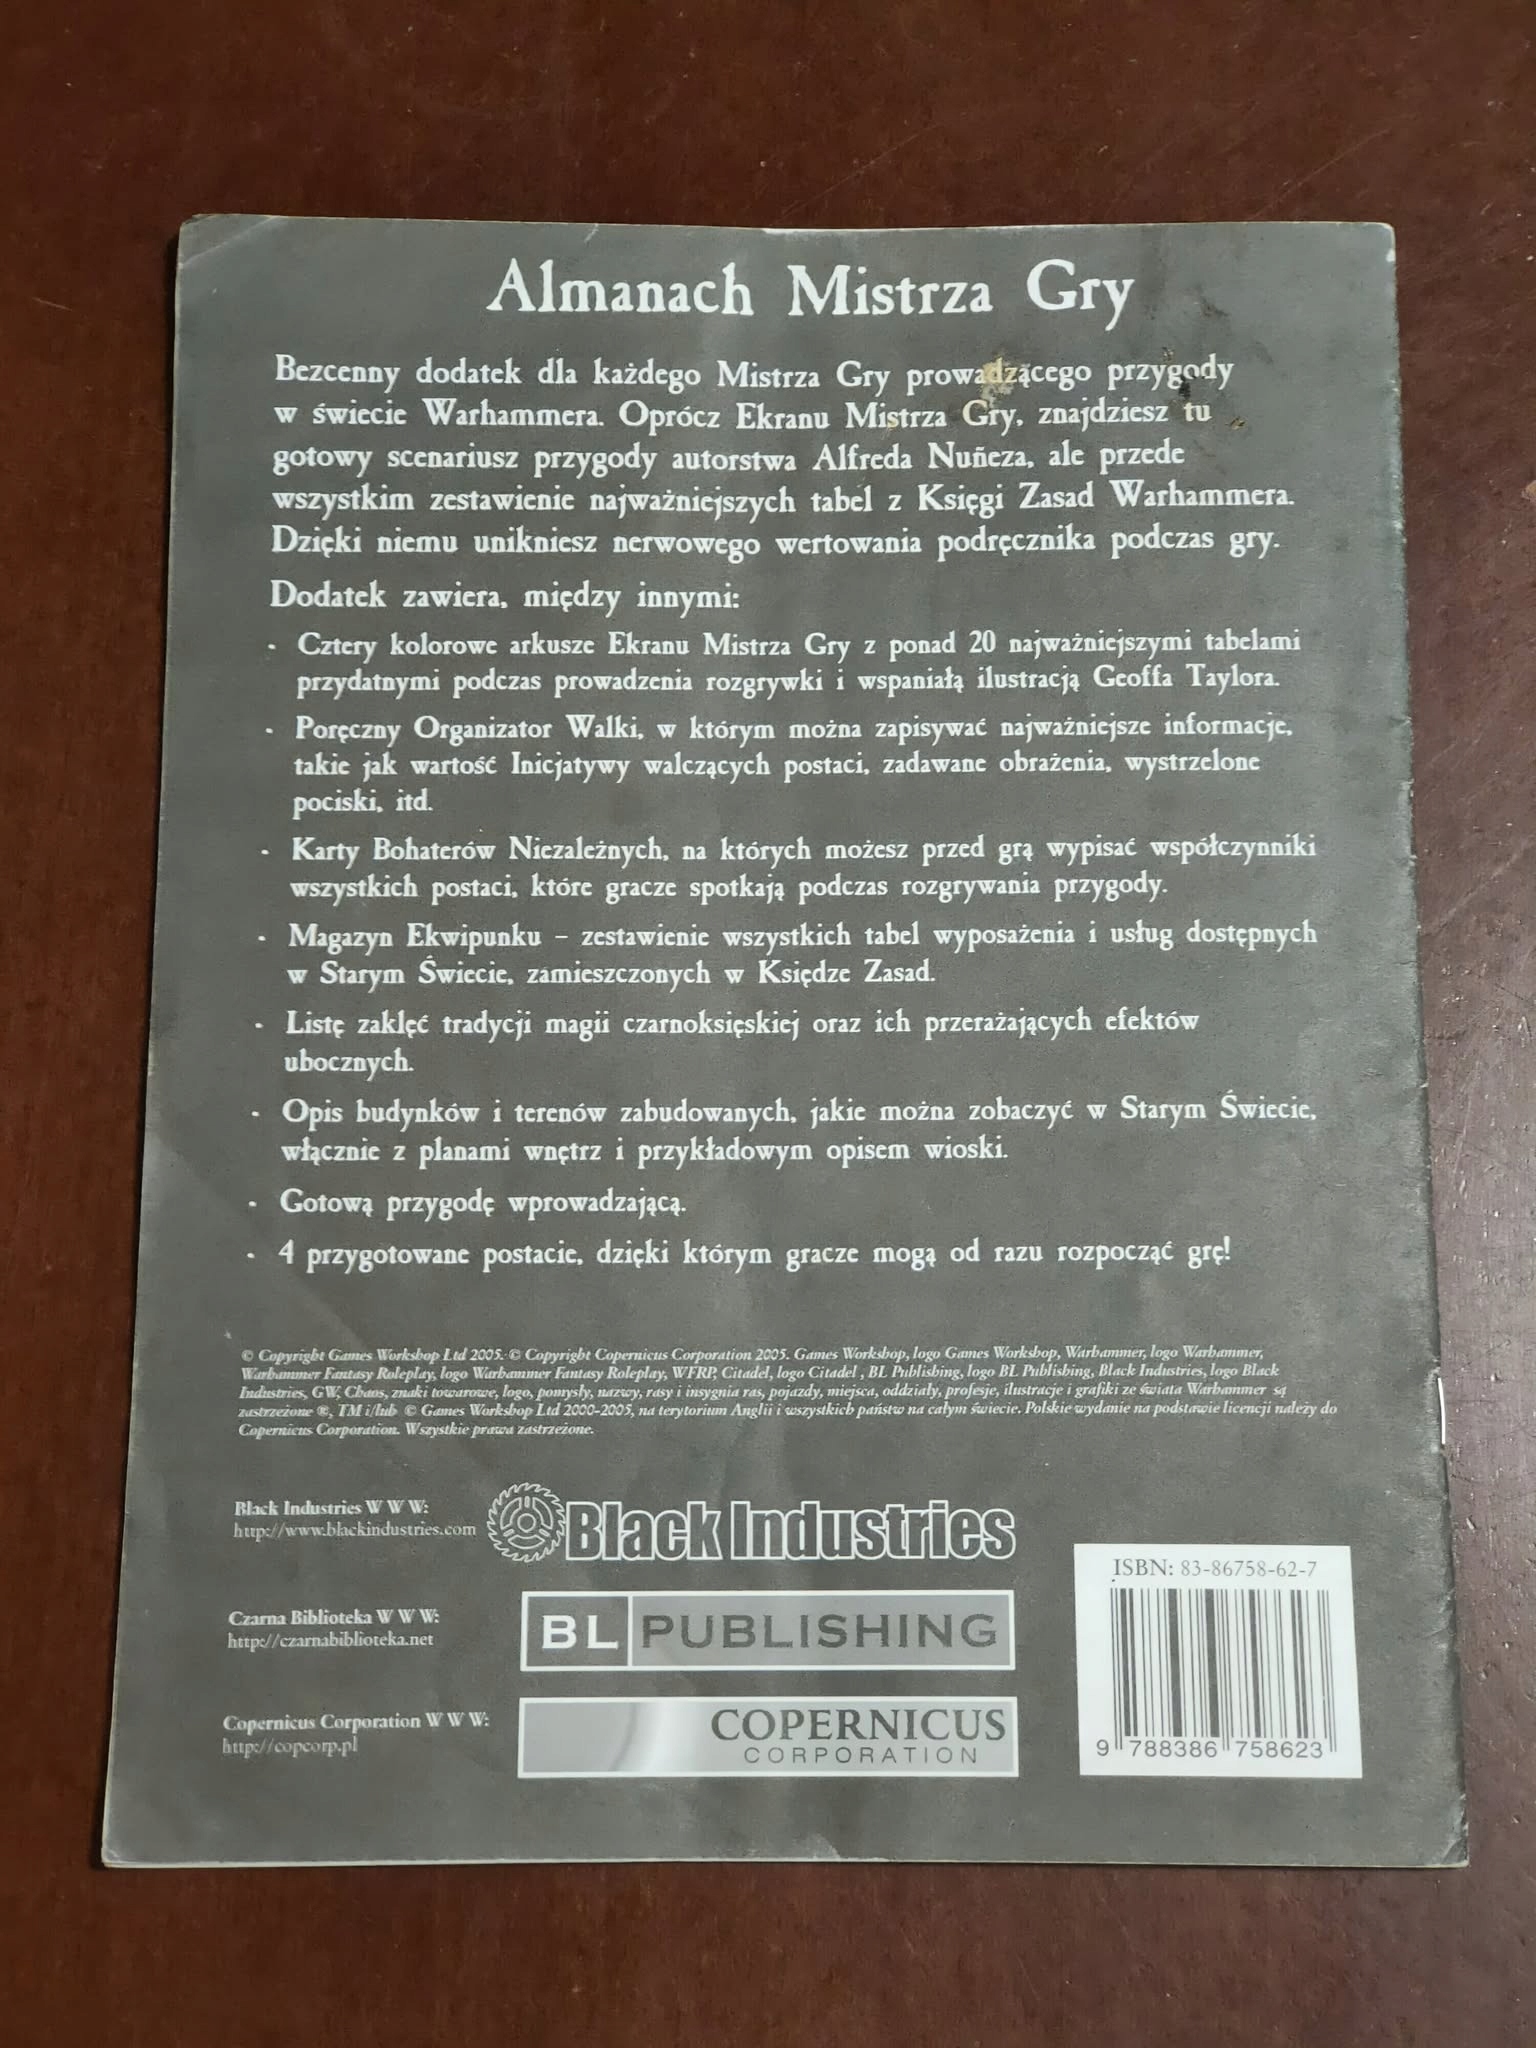 Almanach Mistrza Gry
Bezcenny dodatek dla każdego Mistrza Gry prowadzącego przygody
w świecie Warhammera. Oprócz Ekranu Mistrza Gry, znajdziesz tu
gotowy scenariusz przygody autorstwa Alfreda Nuñeza, ale przede
wszystkim zestawienie najważniejszych tabel z Księgi Zasad Warhammera.
Dzięki niemu unikniesz nerwowego wertowania podręcznika podczas gry.
Dodatek zawiera, między innymi:
· Cztery kolorowe arkusze Ekranu Mistrza Gry z ponad 20 najważniejszymi tabelami
przydatnymi podczas prowadzenia rozgrywki i wspaniałą ilustracją Geoffa Taylora.
· Poręczny Organizator Walki, w którym można zapisywać najważniejsze informacje,
takie jak wartość Inicjatywy walczących postaci, zadawane obrażenia, wystrzelone
pociski, itd.
· Karty Bohaterów Niezależnych, na których możesz przed grą wypisać współczynniki
wszystkich postaci, które gracze spotkają podczas rozgrywania przygody.
· Magazyn Ekwipunku – zestawienie wszystkich tabel wyposażenia i usług dostępnych
w Starym Świecie, zamieszczonych w Księdze Zasad.
· Listę zaklęć tradycji magii czarnoksięskiej oraz ich przerażających efektów
ubocznych.
· Opis budynków i terenów zabudowanych, jakie można zobaczyć w Starym Świecie,
włącznie z planami wnętrz i przykładowym opisem wioski.
· Gotową przygodę wprowadzającą.
· 4 przygotowane postacie, dzięki którym gracze mogą od razu rozpocząć grę!
© Copyright Games Workshop Ltd 2005. © Copyright Copernicus Corporation 2005. Games Workshop, logo Games Workshop, Warhammer, logo Warhammer,
Warhammer Fantasy Roleplay, logo Warhammer Fantasy Roleplay, WFRP, Citadel, logo Citadel , BL Publishing, logo BL Publishing, Black Industries, logo Black
Industries, GW, Chaos, znaki towarowe, logo, pomysły, nazwy, rasy i insygnia ras, pojazdy, miejsca, oddziały, profesje, ilustracje i grafiki ze świata Warhammer są
zastrzeżone ®, TM i/lub © Games Workshop Ltd 2000-2005, na terytorium Anglii i wszystkich państw na całym świecie. Polskie wydanie na podstawie licencji należy do
Copernicus Corporation. Wszystkie prawa zastrzeżone.
Black Industries W W W:
http://www.blackindustries.com
Black Industries
Czarna Biblioteka W W W:
http://czarnabiblioteka.net
BL PUBLISHING
Copernicus Corporation W W W:
http://copcorp.pl
COPERNICUS
CORPORATION
ISBN: 83-86758-62-7
9 788386 758623